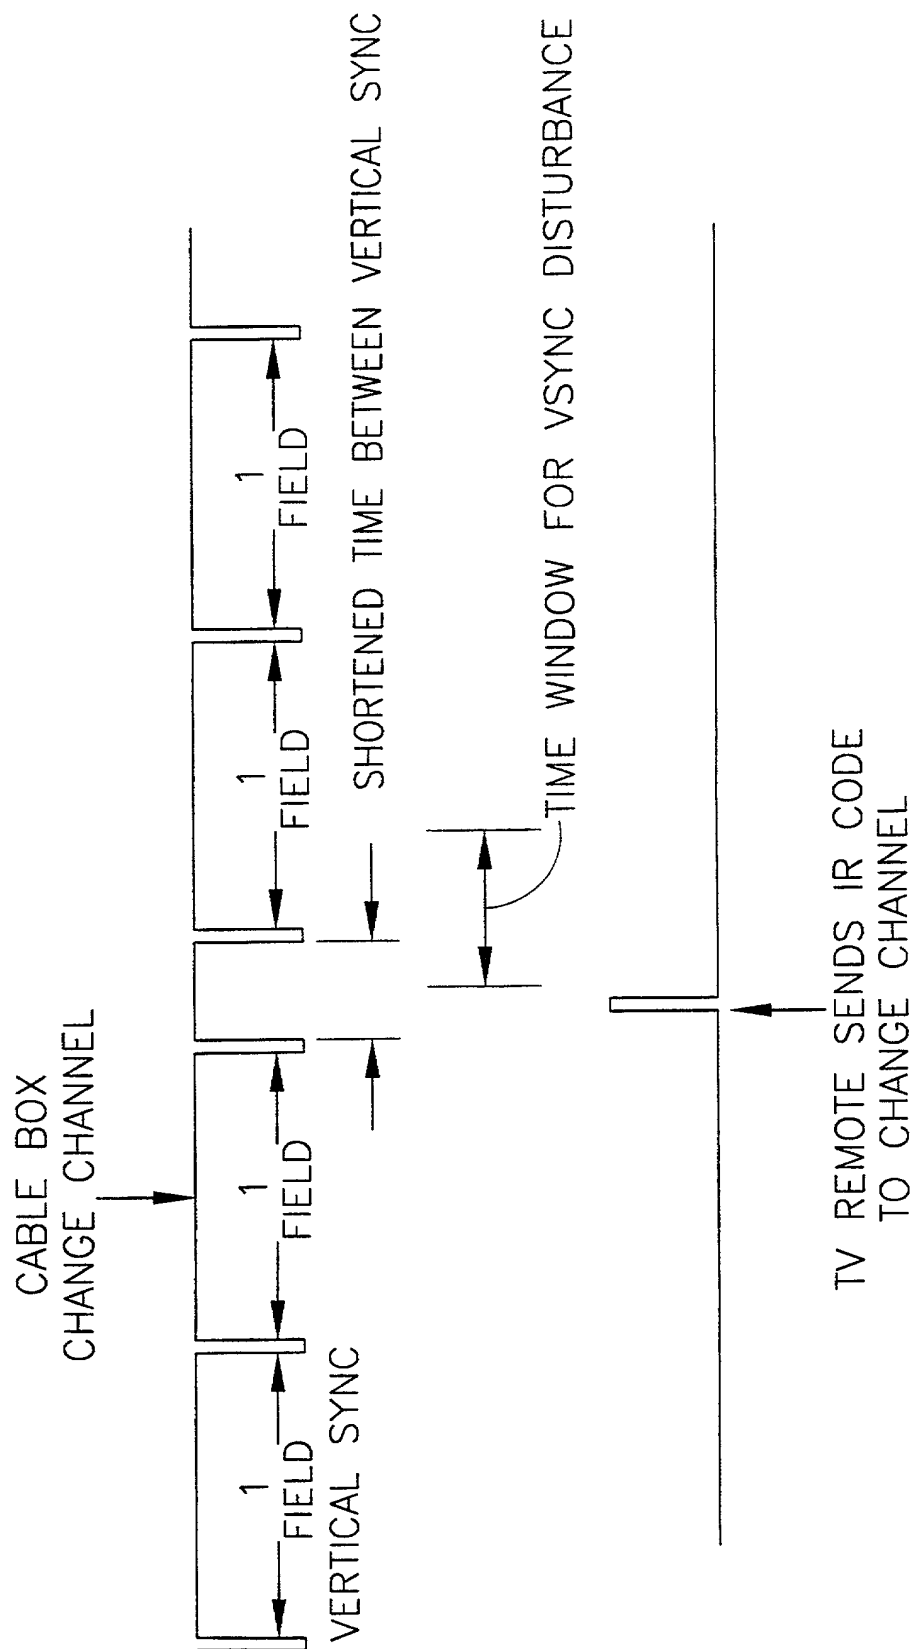 CABLE BOX
CHANGE CHANNEL
1
FIELD
1
FIELD
1
FIELD
1
FIELD
VERTICAL SYNC
SHORTENED TIME BETWEEN VERTICAL SYNC
TIME WINDOW FOR VSYNC DISTURBANCE
TV REMOTE SENDS IR CODE
TO CHANGE CHANNEL